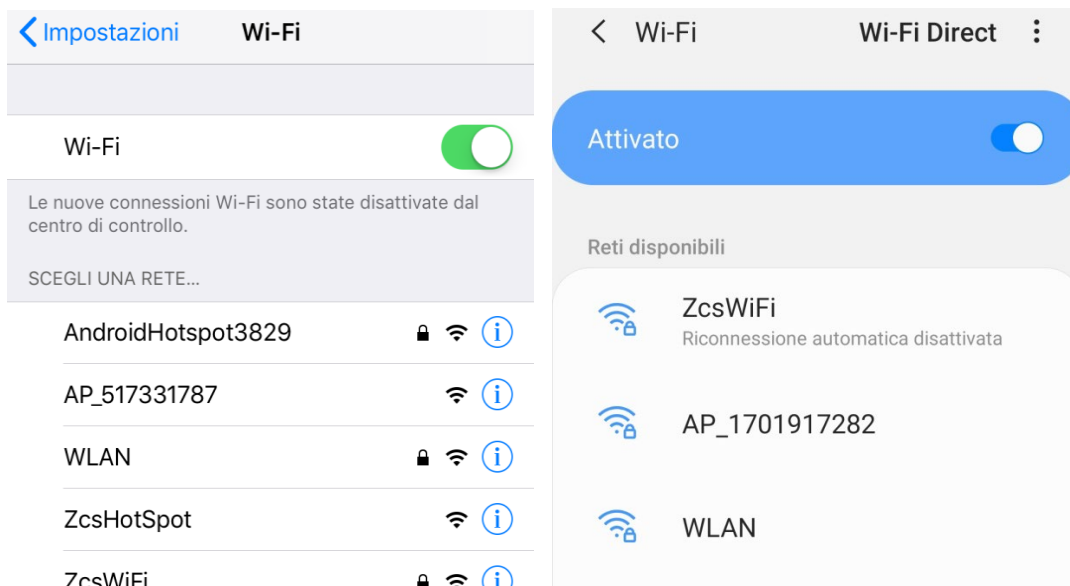 Impostazioni
Wi-Fi
Wi-Fi
Le nuove connessioni Wi-Fi sono state disattivate dal
centro di controllo.
SCEGLI UNA RETE...
AndroidHotspot3829
AP_517331787
WLAN
ZcsHotSpot
ZcsWiFi
Wi-Fi
Wi-Fi Direct
Attivato
Reti disponibili
ZcsWiFi
Riconnessione automatica disattivata
AP_1701917282
WLAN